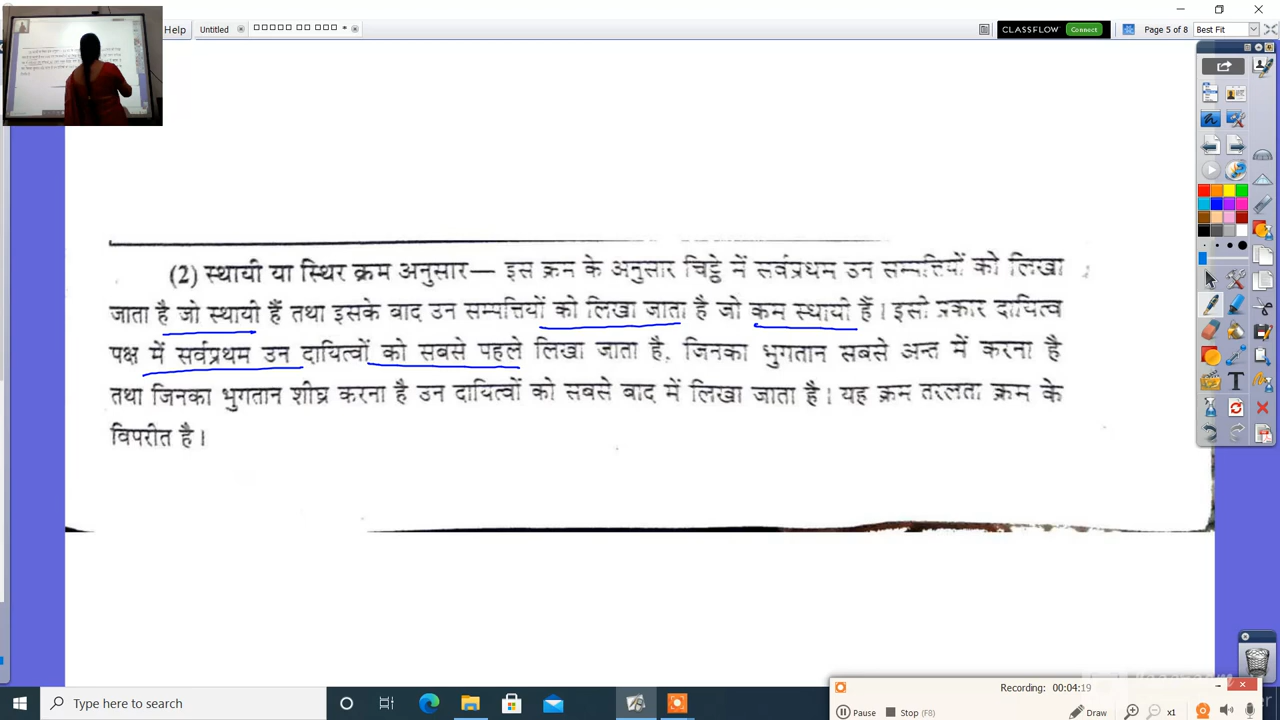 Help
Untitled
CLASSFLOW
Connect
Page 5 of 8
Best Fit
(2) स्थायी या स्थिर क्रम अनुसार— इस क्रम के अनुसार चिट्ठे में सर्वप्रथम उन सम्पत्तियों को लिखा
जाता है जो स्थायी हैं तथा इसके बाद उन सम्पत्तियों को लिखा जाता है जो कम स्थायी हैं। इसी प्रकार दायित्व
पक्ष में सर्वप्रथम उन दायित्वों को सबसे पहले लिखा जाता है, जिनका भुगतान सबसे अन्त में करना है
तथा जिनका भुगतान शीघ्र करना है उन दायित्वों को सबसे बाद में लिखा जाता है। यह क्रम तरलता क्रम के
विपरीत है।
Recording: 00:04:19
Type here to search
Pause
Stop (F8)
Draw
x1